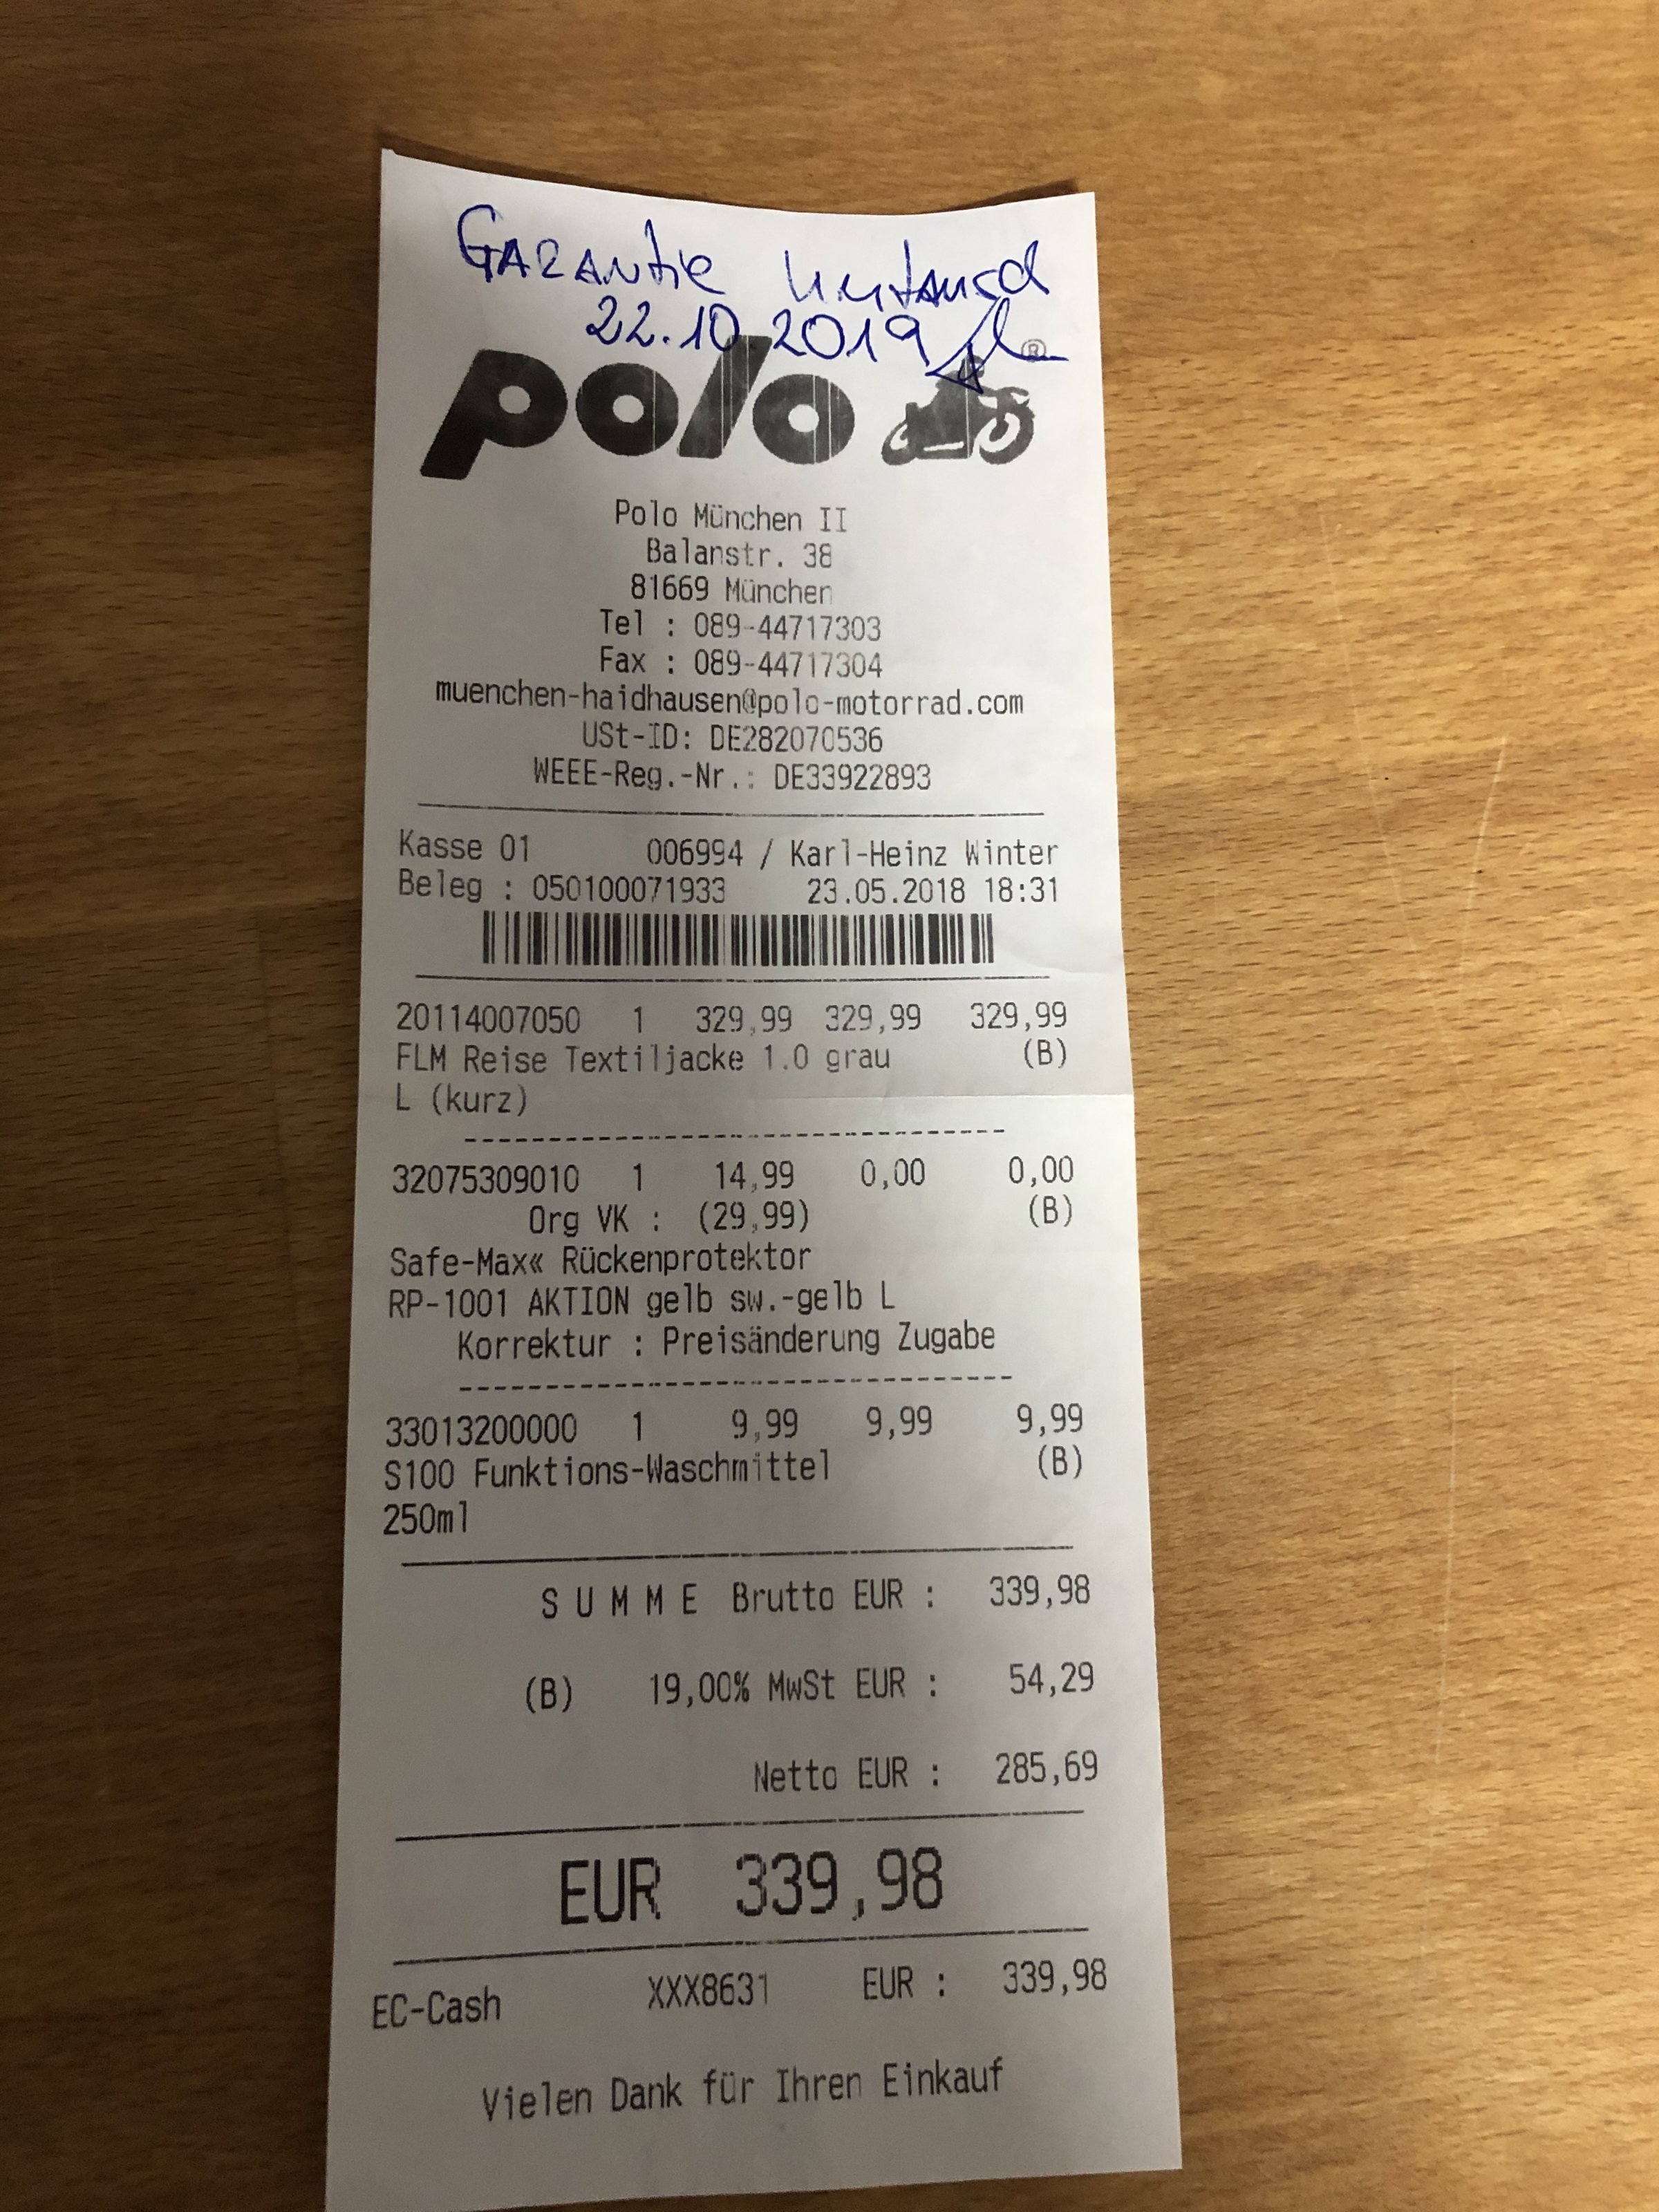 GARANtie Umtausch
22.10 2019
polo ®
Polo München II
Balanstr. 38
81669 München
Tel : 089-44717303
Fax : 089-44717304
muenchen-haidhausen@polo-motorrad.com
USt-ID: DE282070536
WEEE-Reg.-Nr.: DE33922893
Kasse 01 006994 / Karl-Heinz Winter
Beleg : 050100071933 23.05.2018 18:31
20114007050 1 329,99 329,99 329,99
FLM Reise Textiljacke 1.0 grau (B)
L (kurz)
32075309010 1 14,99 0,00 0,00
Org VK : (29,99) (B)
Safe-Max« Rückenprotektor
RP-1001 AKTION gelb sw.-gelb L
Korrektur : Preisänderung Zugabe
33013200000 1 9,99 9,99 9,99
S100 Funktions-Waschmittel (B)
250ml
S U M M E Brutto EUR : 339,98
(B) 19,00% MwSt EUR : 54,29
Netto EUR : 285,69
EUR 339,98
EC-Cash XXX8631 EUR : 339,98
Vielen Dank für Ihren Einkauf